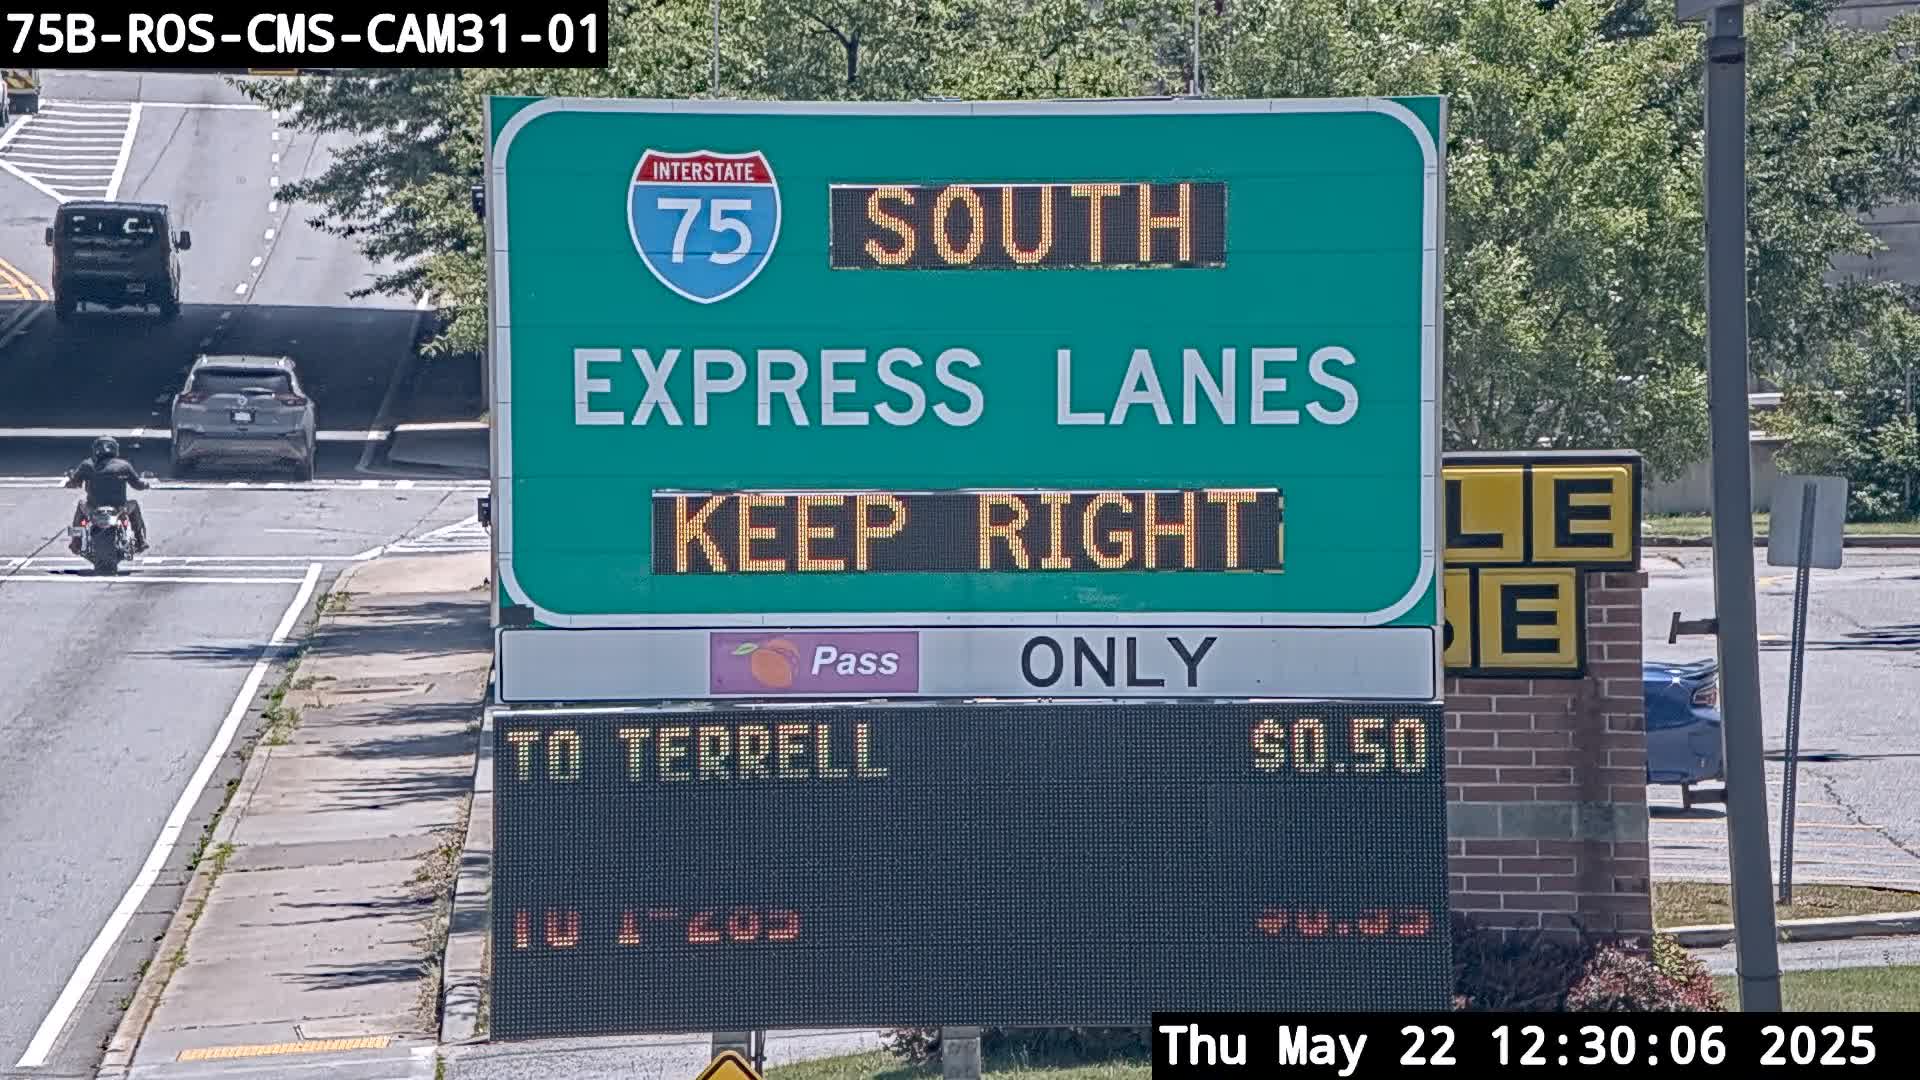 75B-ROS-CMS-CAM31-01
INTERSTATE
75
SOUTH
EXPRESS LANES
KEEP RIGHT
Pass ONLY
TO TERRELL $0.50
LE
E
Thu May 22 12:30:06 2025